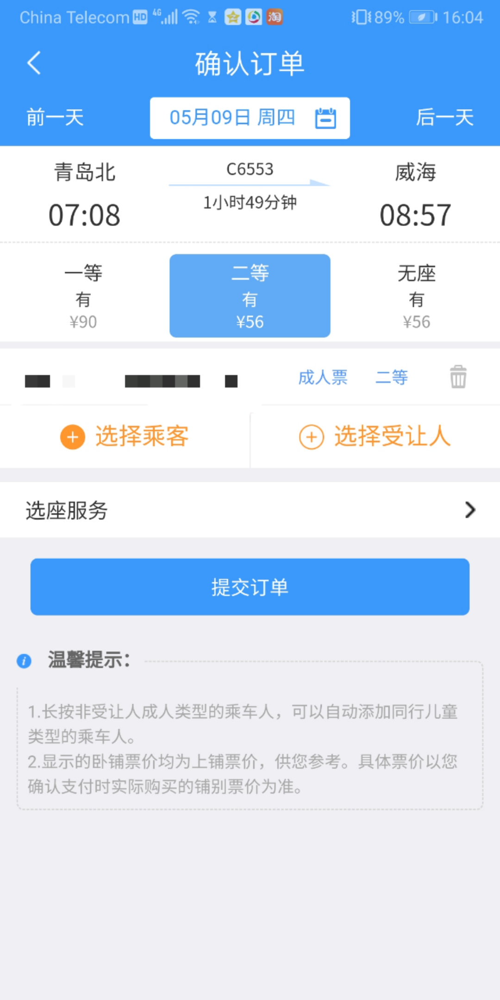 China Telecom HD 4G 淘 89% 16:04
确认订单
前一天 05月09日 周四 后一天
青岛北 C6553 威海
07:08 1小时49分钟 08:57
一等 二等 无座
有 有 有
¥90 ¥56 ¥56
成人票 二等
选择乘客 选择受让人
选座服务
提交订单
温馨提示：
1.长按非受让人成人类型的乘车人，可以自动添加同行儿童
类型的乘车人。
2.显示的卧铺票价均为上铺票价，供您参考。具体票价以您
确认支付时实际购买的铺别票价为准。